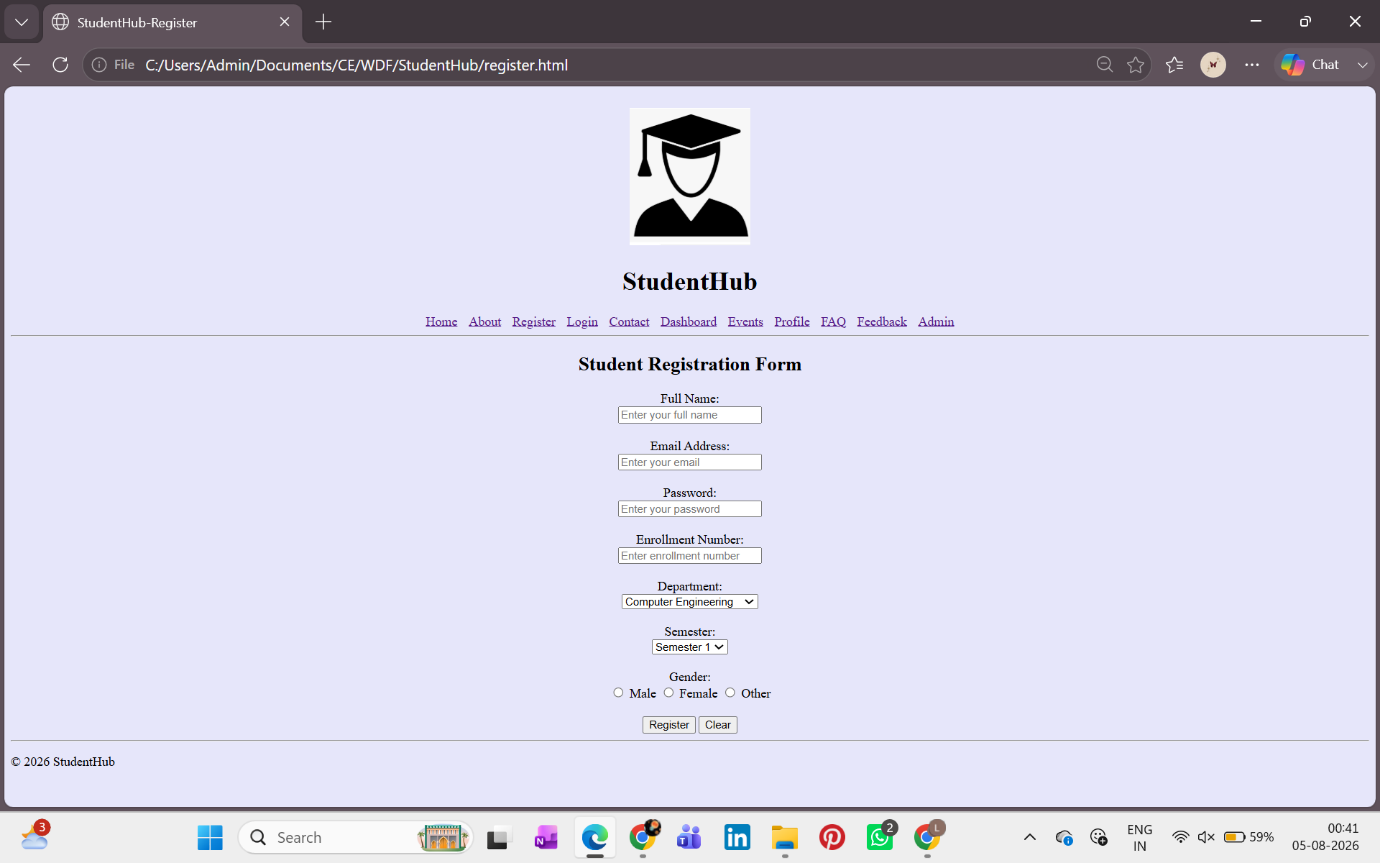 StudentHub-Register
File C:/Users/Admin/Documents/CE/WDF/StudentHub/register.html
Chat
StudentHub
Home About Register Login Contact Dashboard Events Profile FAQ Feedback Admin
Student Registration Form
Full Name:
Enter your full name
Email Address:
Enter your email
Password:
Enter your password
Enrollment Number:
Enter enrollment number
Department:
Computer Engineering
Semester:
Semester 1
Gender:
Male Female Other
Register Clear
© 2026 StudentHub
3
Search
N
T
in
2
L
ENG
IN
59%
00:41
05-08-2026